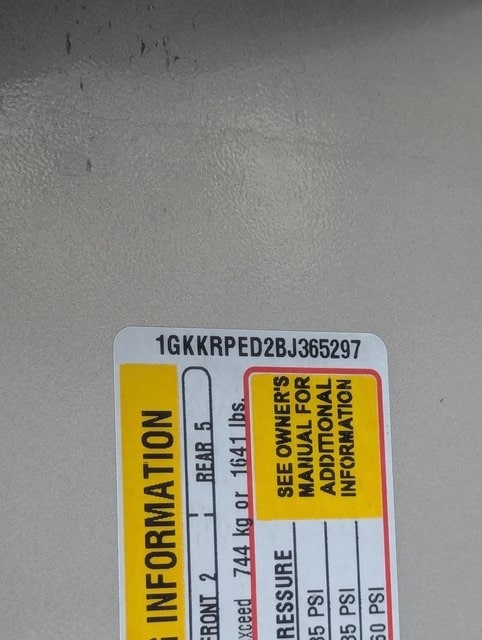 1GKKRPED2BJ365297
INFORMATION
FRONT 2 REAR 5
exceed 744 kg or 1641 lbs.
SEE OWNER'S
MANUAL FOR
ADDITIONAL
INFORMATION
RESSURE
35 PSI
35 PSI
60 PSI